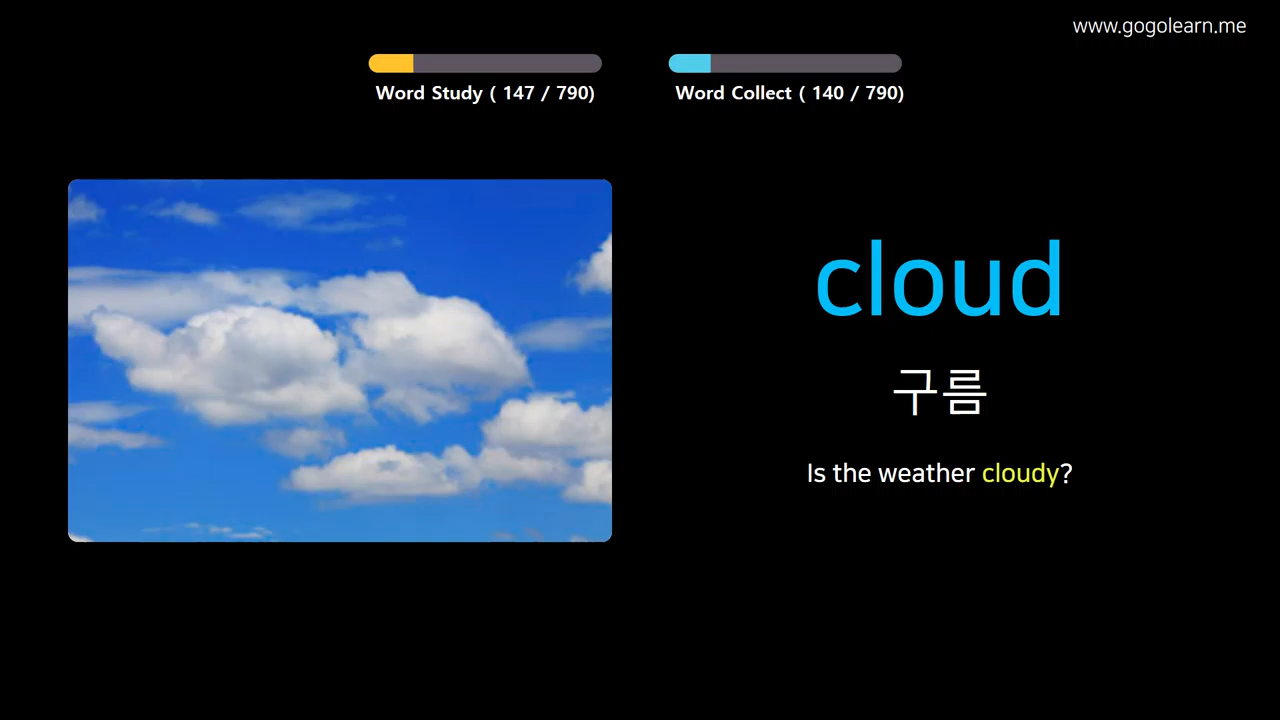 www.gogolearn.me
Word Study ( 147 / 790)
Word Collect ( 140 / 790)
cloud
구름
Is the weather cloudy?